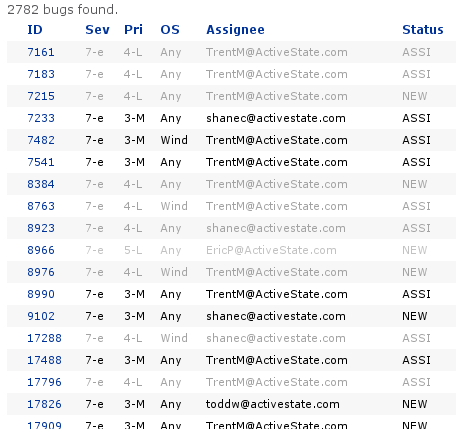 2782 bugs found.
ID Sev Pri OS Assignee Status
7161 7-e 4-L Any TrentM@ActiveState.com ASSI
7183 7-e 4-L Any TrentM@ActiveState.com ASSI
7215 7-e 4-L Any TrentM@ActiveState.com NEW
7233 7-e 3-M Any shanec@activestate.com ASSI
7482 7-e 3-M Wind TrentM@ActiveState.com ASSI
7541 7-e 3-M Any TrentM@ActiveState.com ASSI
8384 7-e 4-L Any TrentM@ActiveState.com NEW
8763 7-e 4-L Wind TrentM@ActiveState.com ASSI
8923 7-e 4-L Any shanec@activestate.com ASSI
8966 7-e 5-L Any EricP@ActiveState.com NEW
8976 7-e 4-L Wind TrentM@ActiveState.com NEW
8990 7-e 3-M Any TrentM@ActiveState.com ASSI
9102 7-e 3-M Any shanec@activestate.com NEW
17288 7-e 4-L Wind shanec@activestate.com ASSI
17488 7-e 3-M Any TrentM@ActiveState.com ASSI
17796 7-e 4-L Any TrentM@ActiveState.com ASSI
17826 7-e 3-M Any toddw@activestate.com NEW
17909 7-e 3-M Any TrentM@ActiveState.com NEW